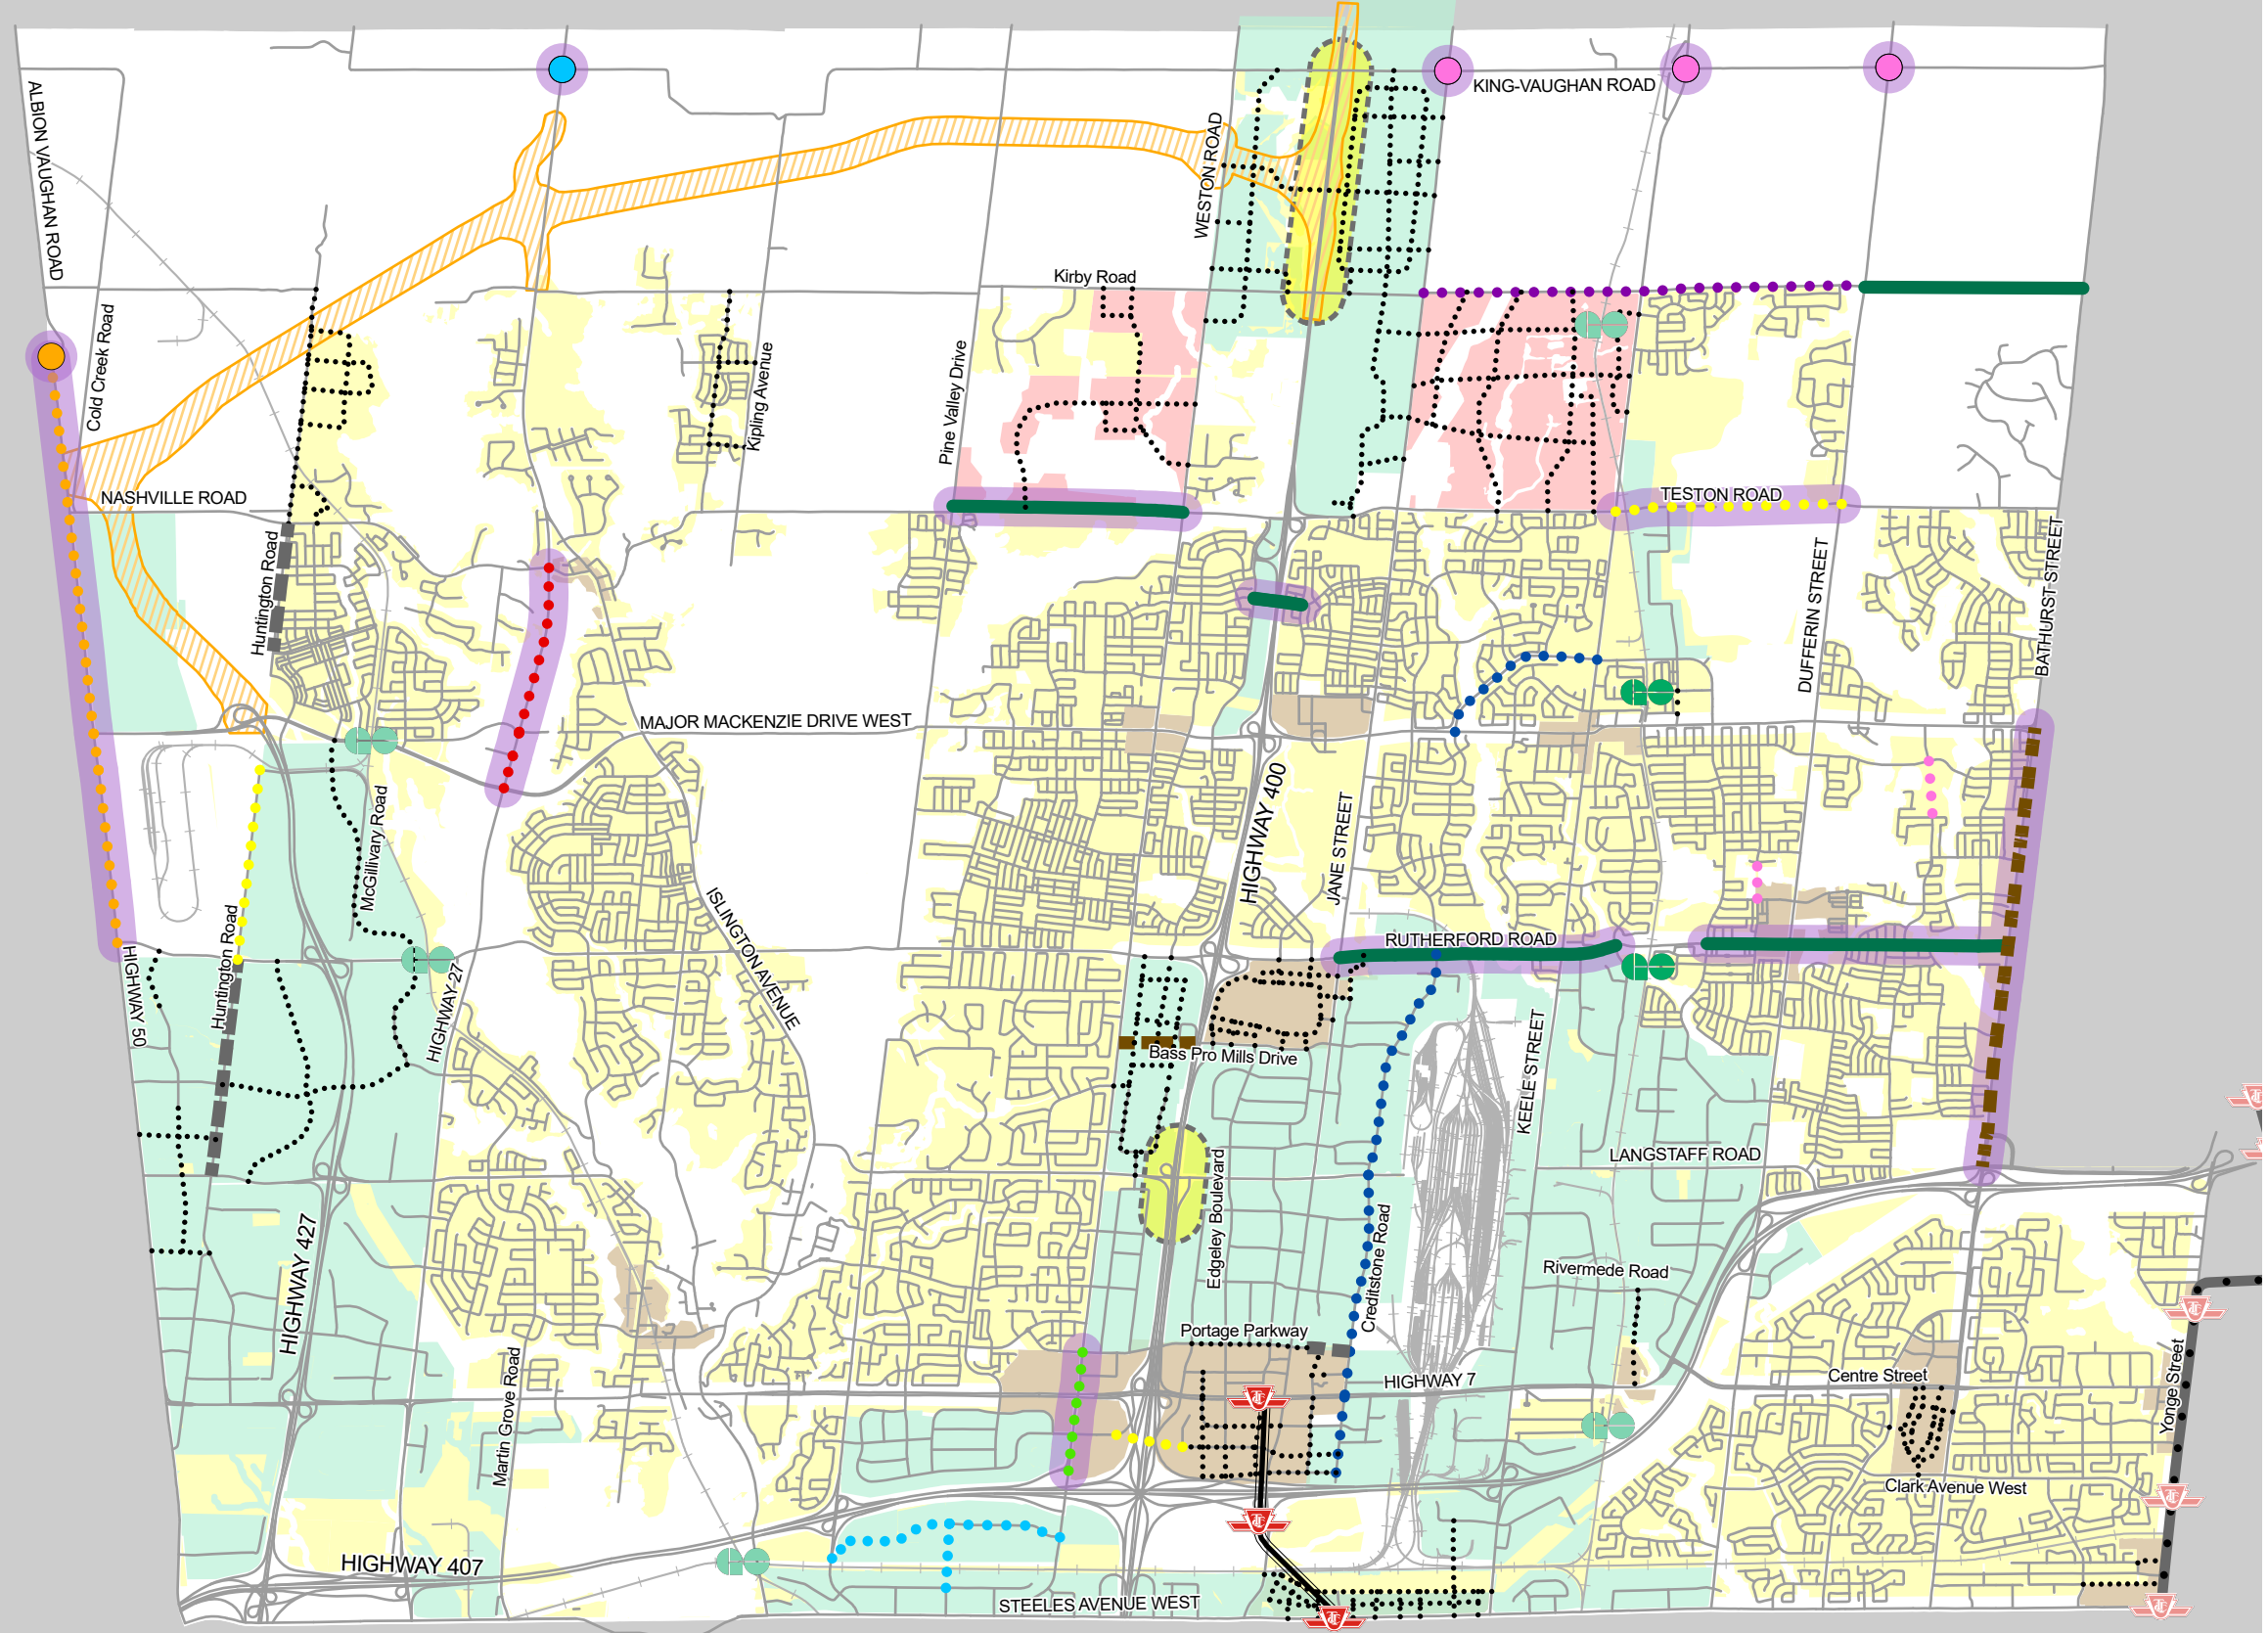 KING-VAUGHAN ROAD
ALBION VAUGHAN ROAD
WESTON ROAD
Kirby Road
Cold Creek Road
Kipling Avenue
Pine Valley Drive
NASHVILLE ROAD
TESTON ROAD
Huntington Road
DUFFERIN STREET
BATHURST STREET
MAJOR MACKENZIE DRIVE WEST
HIGHWAY 400
McGillivary Road
JANE STREET
ISLINGTON AVENUE
Huntington Road
RUTHERFORD ROAD
HIGHWAY 50
HIGHWAY 27
Bass Pro Mills Drive
KEELE STREET
LANGSTAFF ROAD
Edgeley Boulevard
HIGHWAY 427
Creditstone Road
Rivermede Road
Portage Parkway
Martin Grove Road
HIGHWAY 7
Centre Street
Yonge Street
Clark Avenue West
HIGHWAY 407
STEELES AVENUE WEST